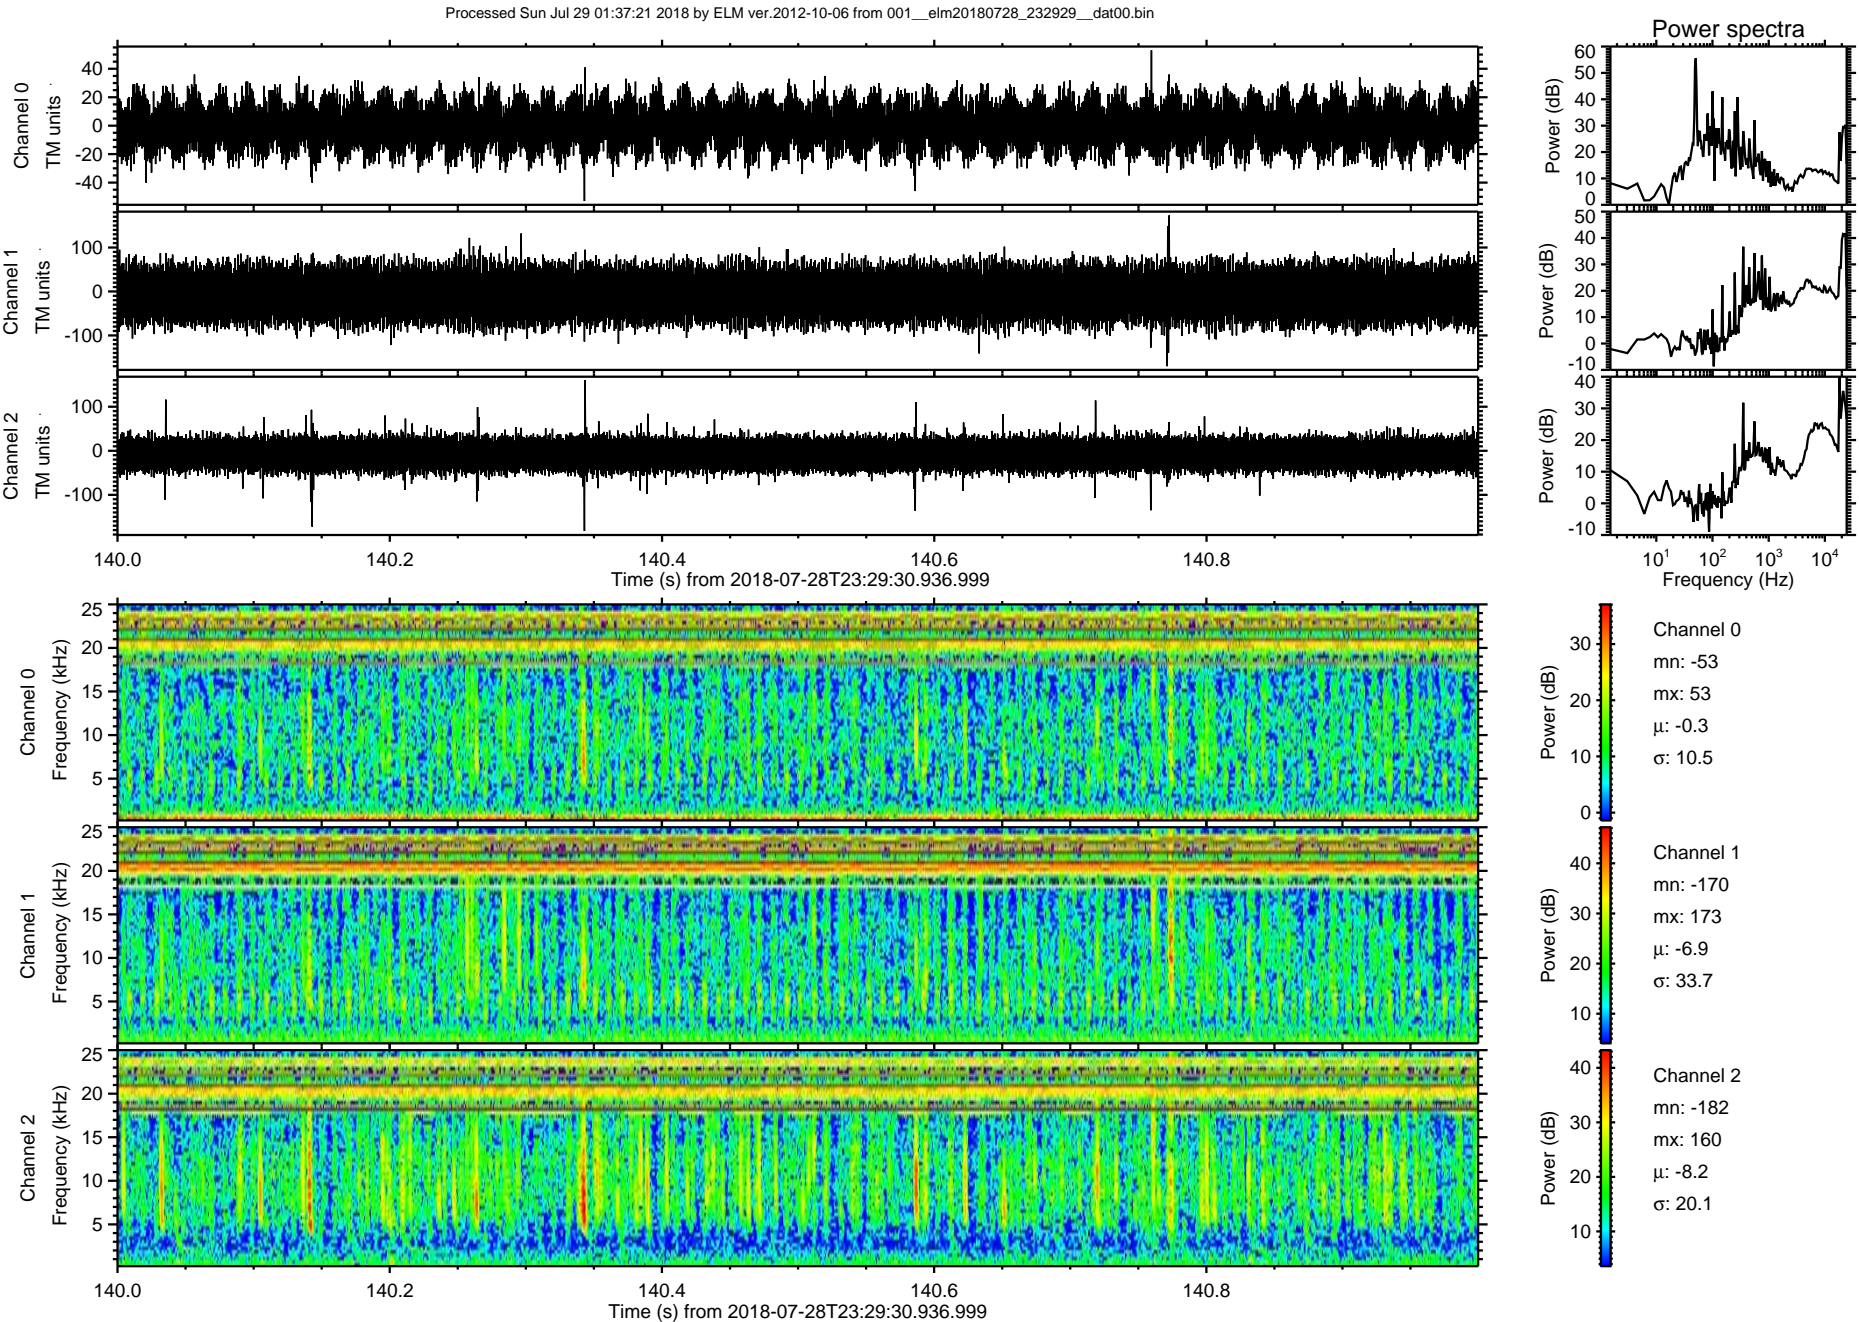 Processed Sun Jul 29 01:37:21 2018 by ELM ver.2012-10-06 from 001__elm20180728_232929__dat00.bin
Power spectra
Channel 0
TM units
40
20
0
-20
-40
Power (dB)
60
50
40
30
20
10
0
Channel 1
TM units
100
0
-100
Power (dB)
50
40
30
20
10
0
-10
Channel 2
TM units
100
0
-100
Power (dB)
40
30
20
10
0
-10
140.0 140.2 140.4 140.6 140.8
Time (s) from 2018-07-28T23:29:30.936.999
10^1 10^2 10^3 10^4
Frequency (Hz)
Channel 0
Frequency (kHz)
25
20
15
10
5
Power (dB)
30
20
10
0
Channel 0
mn: -53
mx: 53
μ: -0.3
σ: 10.5
Channel 1
Frequency (kHz)
25
20
15
10
5
Power (dB)
40
30
20
10
Channel 1
mn: -170
mx: 173
μ: -6.9
σ: 33.7
Channel 2
Frequency (kHz)
25
20
15
10
5
Power (dB)
40
30
20
10
Channel 2
mn: -182
mx: 160
μ: -8.2
σ: 20.1
140.0 140.2 140.4 140.6 140.8
Time (s) from 2018-07-28T23:29:30.936.999